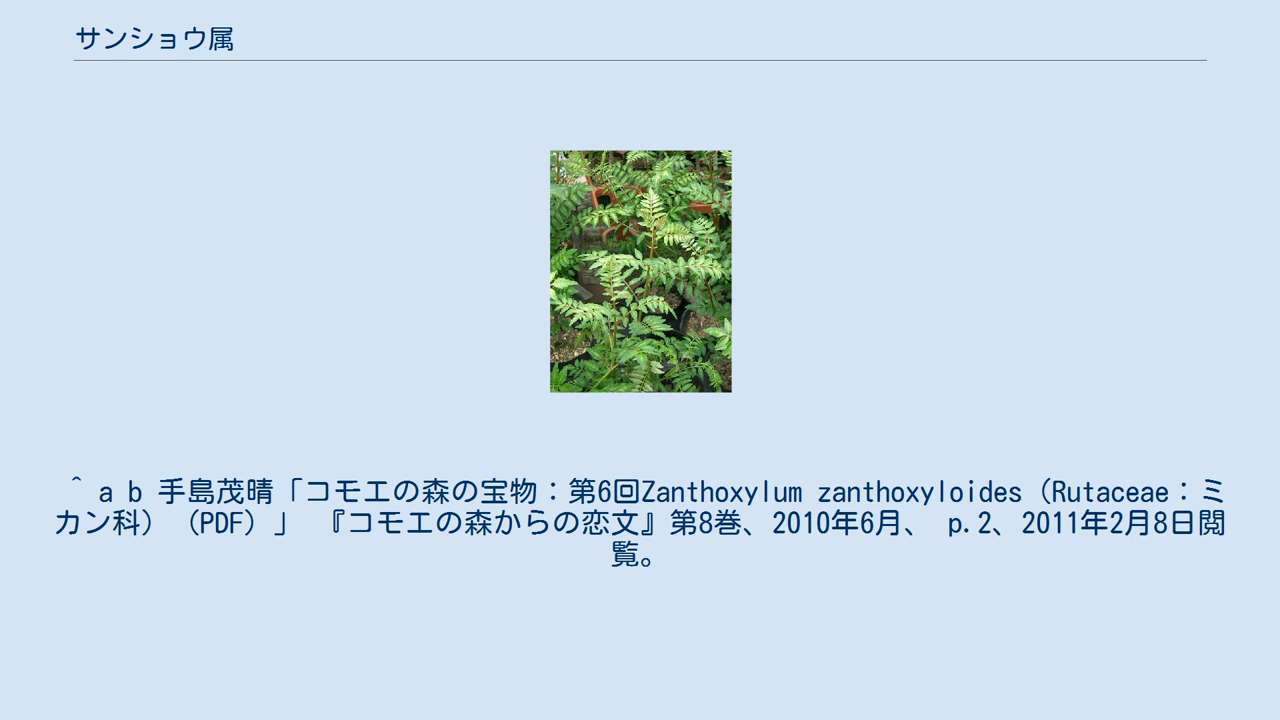 サンショウ属
^ a b 手島茂晴「コモエの森の宝物：第6回Zanthoxylum zanthoxyloides（Rutaceae：ミ
カン科）（PDF）」 『コモエの森からの恋文』第8巻、2010年6月、 p.2、2011年2月8日閲
覧。